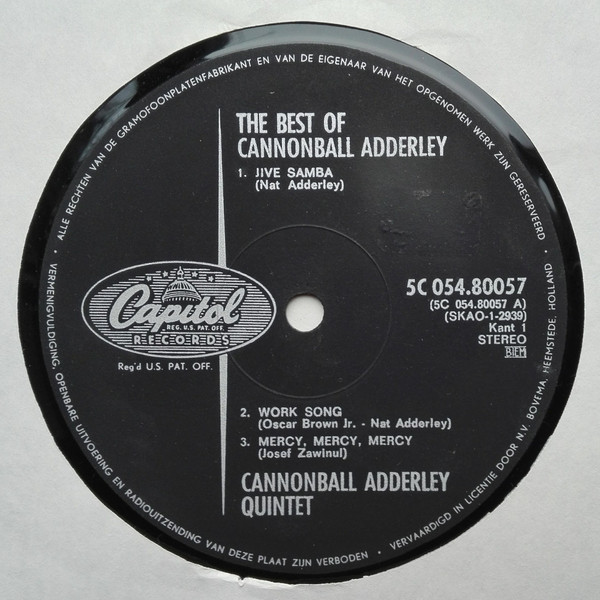 ALLE RECHTEN VAN DE GRAMOFOONPLATENFABRIKANT EN VAN DE EIGENAAR VAN HET OPGENOMEN WERK ZIJN GERESERVEERD •
THE BEST OF
CANNONBALL ADDERLEY
1. JIVE SAMBA
(Nat Adderley)
5C 054.80057
(5C 054.80057 A)
(SKAO-1-2939)
Kant 1
STEREO
BIEM
Capitol
REG. U.S. PAT. OFF.
RECORDS
Reg'd U.S. PAT. OFF.
2. WORK SONG
(Oscar Brown Jr. - Nat Adderley)
3. MERCY, MERCY, MERCY
(Josef Zawinul)
CANNONBALL ADDERLEY
QUINTET
• VERMENIGVULDIGING, OPENBARE UITVOERING EN RADIOUITZENDING VAN DEZE PLAAT ZIJN VERBODEN • VERVAARDIGD IN LICENTIE DOOR N.V. BOVEMA, HEEMSTEDE, HOLLAND